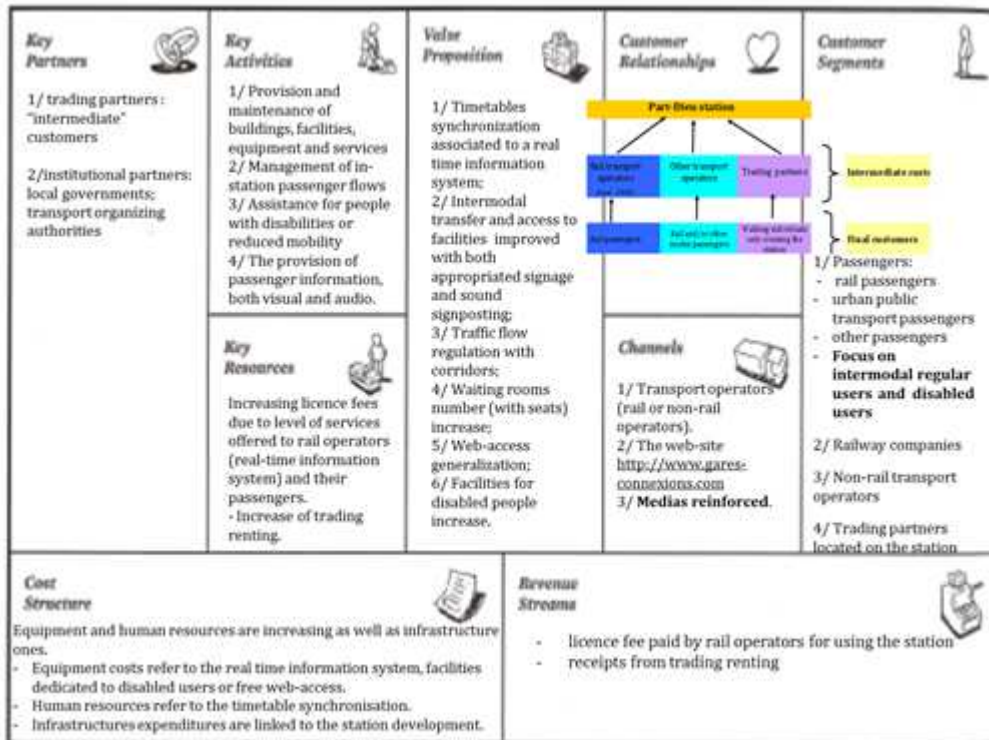 Key
Partners
1/ trading partners :
"intermediate"
customers
2/institutional partners:
local governments;
transport organizing
authorities
Key
Activities
1/ Provision and
maintenance of
buildings, facilities,
equipment and services
2/ Management of in-
station passenger flows
3/ Assistance for people
with disabilities or
reduced mobility
4/ The provision of
passenger information,
both visual and audio.
Key
Resources
Increasing licence fees
due to level of services
offered to rail operators
(real-time information
system) and their
passengers.
- Increase of trading
renting.
Value
Proposition
1/ Timetables
synchronization
associated to a real
time information
system;
2/ Intermodal
transfer and access to
facilities improved
with both
appropriated signage
and sound
signposting;
3/ Traffic flow
regulation with
corridors;
4/ Waiting rooms
number (with seats)
increase;
5/ Web-access
generalization;
6/ Facilities for
disabled people
increase.
Customer
Relationships
Part-Dieu station
Rail transport
operators
Other transport
operators
Trading partners
Intermediate custs
Rail passengers
Final customers
Channels
1/ Transport operators
(rail or non-rail
operators).
2/ The web-site
http://www.gares-
connexions.com
3/ Medias reinforced.
Customer
Segments
1/ Passengers:
- rail passengers
- urban public
transport passengers
- other passengers
- Focus on
intermodal regular
users and disabled
users
2/ Railway companies
3/ Non-rail transport
operators
4/ Trading partners
located on the station
Cost
Structure
Equipment and human resources are increasing as well as infrastructure
ones.
- Equipment costs refer to the real time information system, facilities
dedicated to disabled users or free web-access.
- Human resources refer to the timetable synchronisation.
- Infrastructures expenditures are linked to the station development.
Revenue
Streams
- licence fee paid by rail operators for using the station
- receipts from trading renting